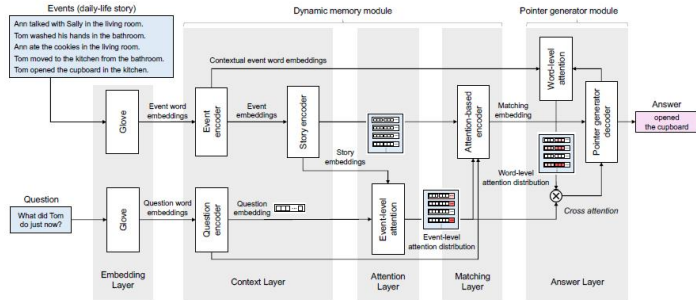 Events (daily-life story)
Dynamic memory module
Pointer generator module
Ann talked with Sally in the living room.
Tom washed his hands in the bathroom.
Ann ate the cookies in the living room.
Tom moved to the kitchen from the bathroom.
Tom opened the cupboard in the kitchen.
Contextual event word embeddings
Word-level
attention
Glove
Event word
embeddings
Event
encoder
Event
embeddings
Story encoder
Attention-based
encoder
Matching
embedding
Pointer generator
decoder
Answer
opened
the cupboard
Story
embeddings
Word-level
attention distribution
Question
What did Tom
do just now?
Glove
Question word
embeddings
Question
encoder
Question
embedding
Event-level
attention
Event-level
attention distribution
Cross attention
Embedding
Layer
Context Layer
Attention
Layer
Matching
Layer
Answer Layer